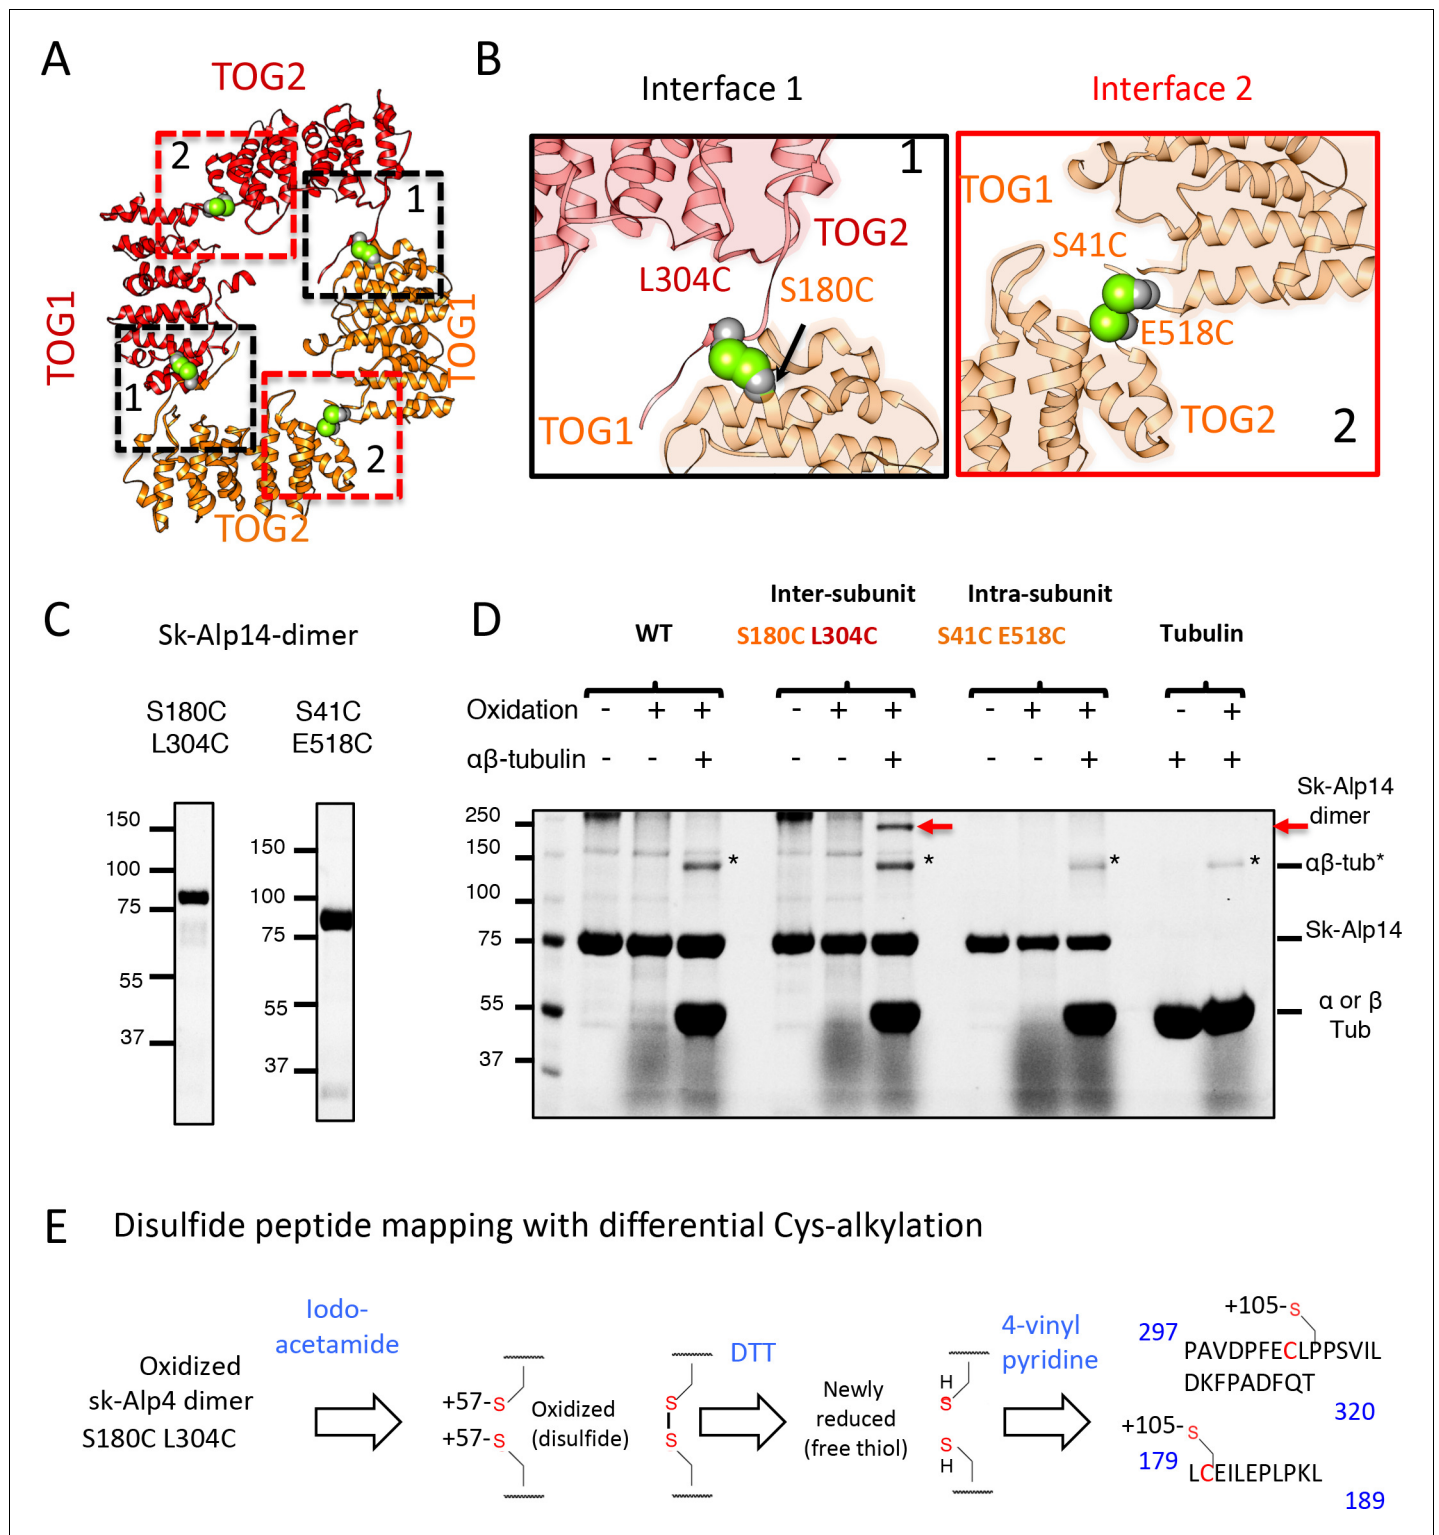 A
TOG2
2
1
TOG1
TOG1
1
2
TOG2
B
Interface 1
Interface 2
1
TOG2
L304C
S180C
TOG1
TOG1
S41C
E518C
TOG2
2
C
Sk-Alp14-dimer
S180C
L304C
S41C
E518C
150
100
75
55
37
150
100
75
55
37
D
WT
Inter-subunit
S180C L304C
Intra-subunit
S41C E518C
Tubulin
Oxidation - + + - + + - + + - +
αβ-tubulin - - + - - + - - + + +
250
150
100
75
55
37
* * * *
Sk-Alp14
dimer
αβ-tub*
Sk-Alp14
α or β
Tub
E Disulfide peptide mapping with differential Cys-alkylation
Oxidized
sk-Alp4 dimer
S180C L304C
Iodo-
acetamide
+57-S
+57-S
Oxidized
(disulfide)
S
S
DTT
Newly
reduced
(free thiol)
H
S
S
H
4-vinyl
pyridine
+105-S
297
PAVDPFECLPPSVIL
DKFPADFQT
320
+105-S
179
LCEILEPLPKL
189